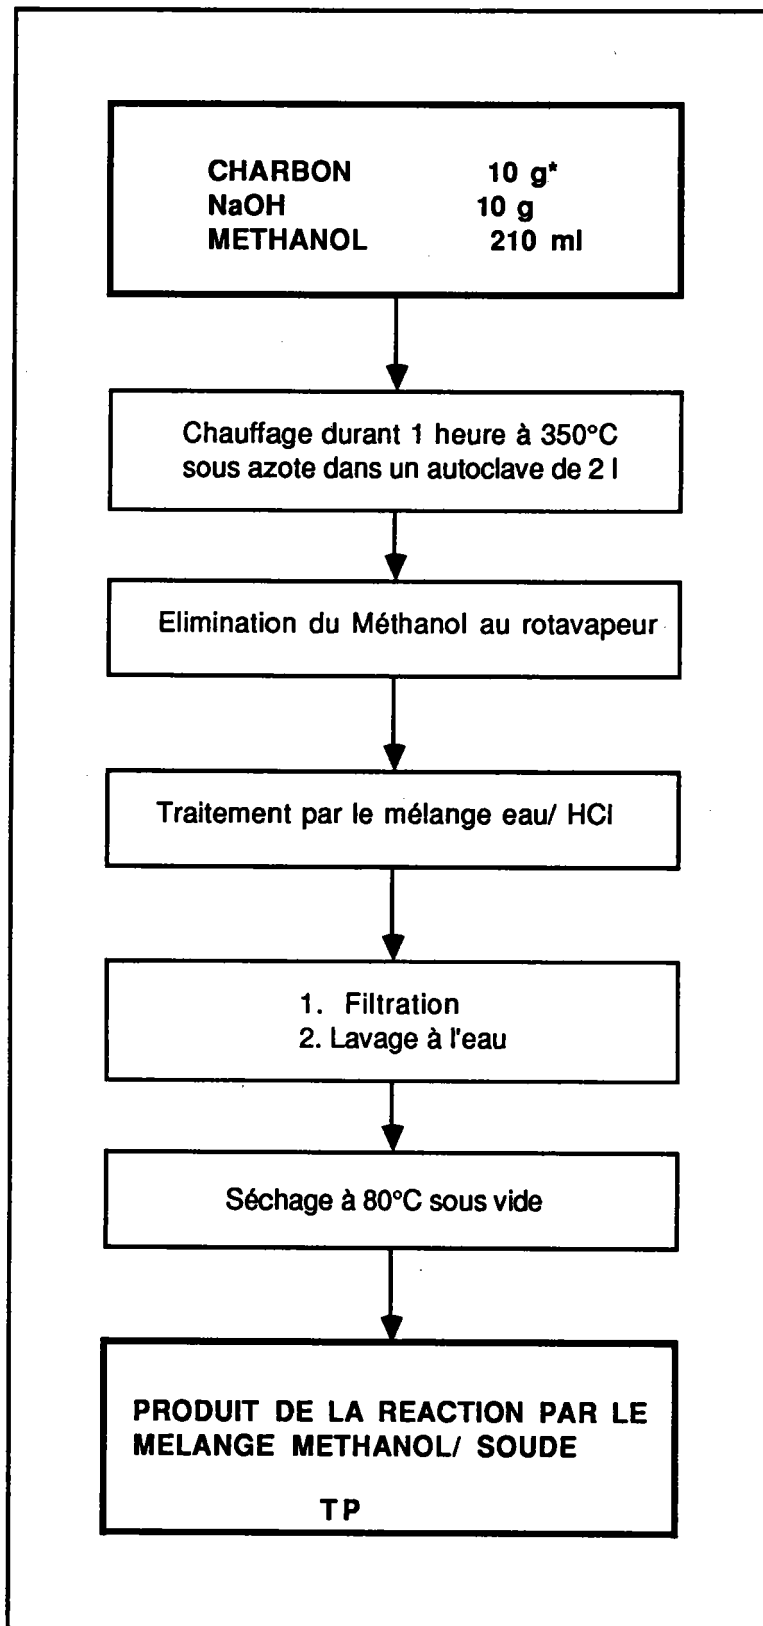 CHARBON 10 g*
NaOH 10 g
METHANOL 210 ml
Chauffage durant 1 heure à 350°C
sous azote dans un autoclave de 2 l
Elimination du Méthanol au rotavapeur
Traitement par le mélange eau/ HCl
1. Filtration
2. Lavage à l'eau
Séchage à 80°C sous vide
PRODUIT DE LA REACTION PAR LE
MELANGE METHANOL/ SOUDE
TP